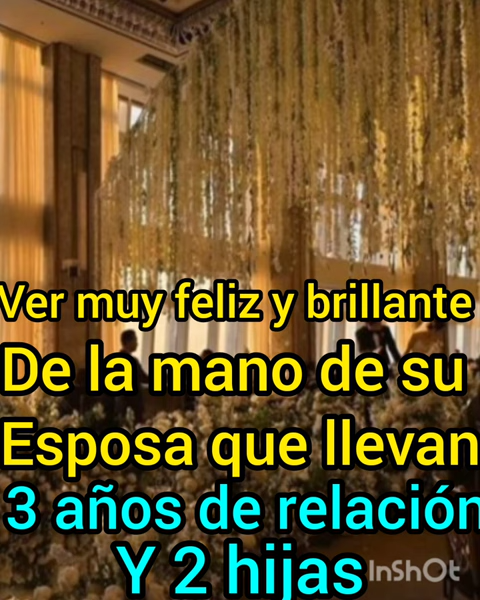 Ver muy feliz y brillante
De la mano de su
Esposa que llevan
3 años de relación
Y 2 hijas
InShOt